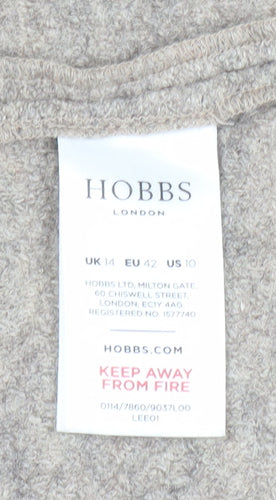 HOBBS
LONDON
UK 14 EU 42 US 10
HOBBS LTD, MILTON GATE,
60 CHISWELL STREET,
LONDON, EC1Y 4AG
REGISTERED NO. 1577740
HOBBS.COM
KEEP AWAY
FROM FIRE
0114/7860/9037L00
LEE01